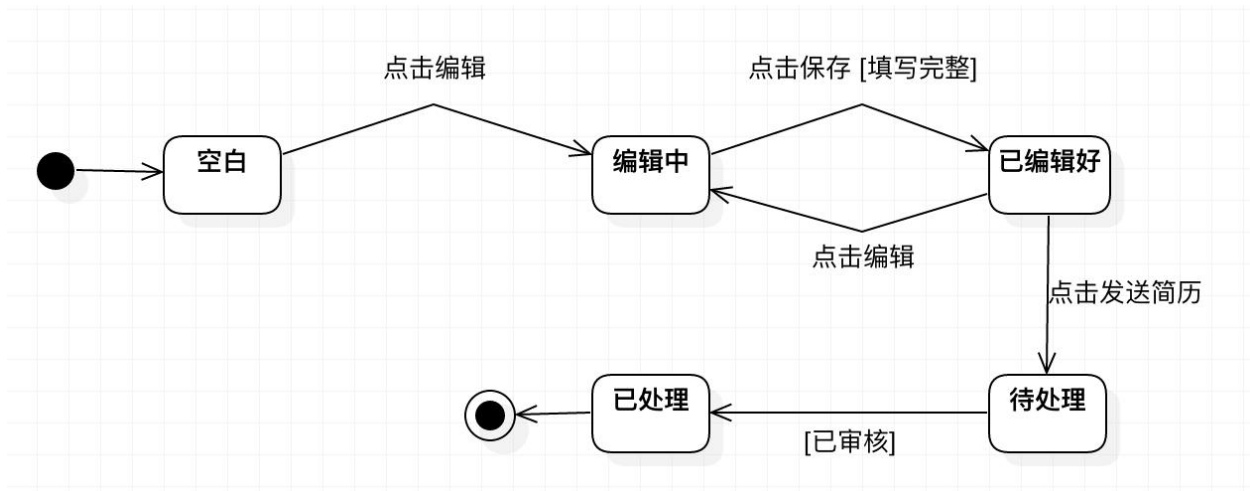 点击编辑
点击保存 [填写完整]
空白
编辑中
已编辑好
点击编辑
点击发送简历
已处理
待处理
[已审核]